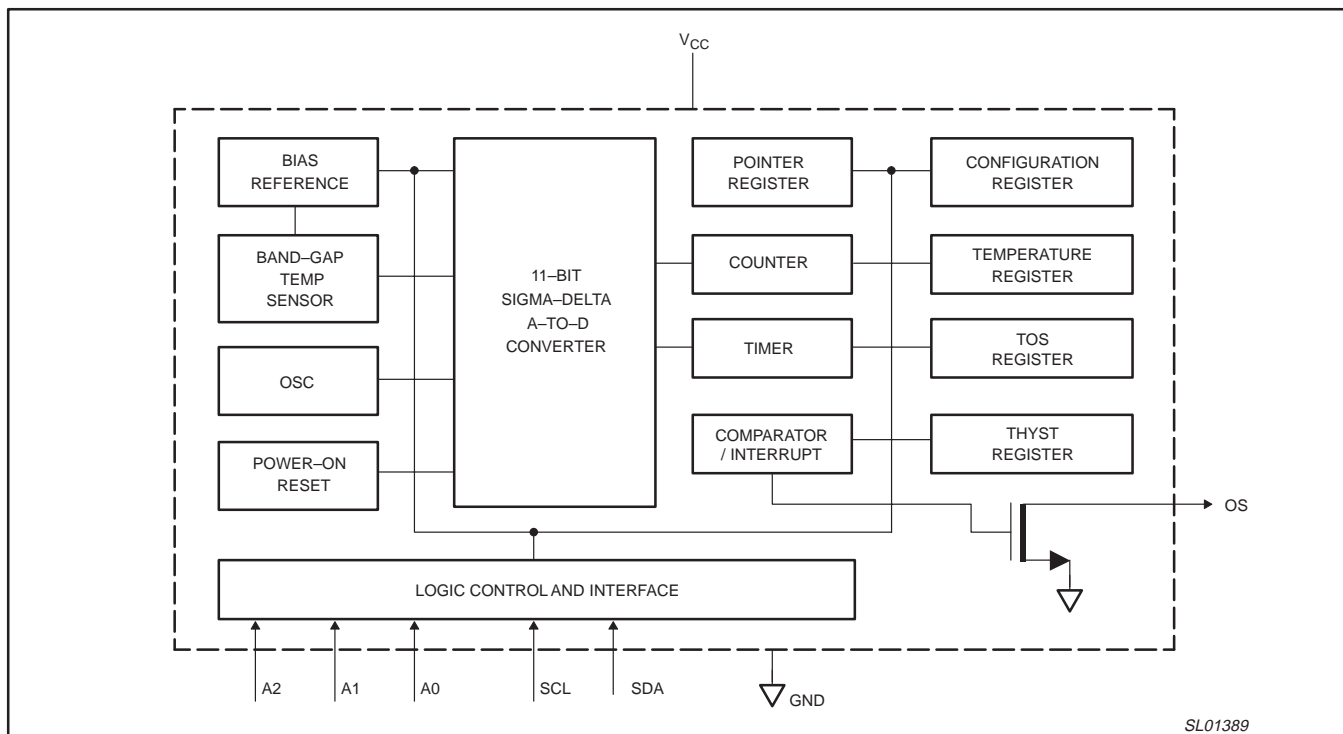 VCC
BIAS
REFERENCE
BAND–GAP
TEMP
SENSOR
OSC
POWER–ON
RESET
11–BIT
SIGMA–DELTA
A–TO–D
CONVERTER
POINTER
REGISTER
COUNTER
TIMER
COMPARATOR
/ INTERRUPT
CONFIGURATION
REGISTER
TEMPERATURE
REGISTER
TOS
REGISTER
THYST
REGISTER
OS
LOGIC CONTROL AND INTERFACE
A2
A1
A0
SCL
SDA
GND
SL01389